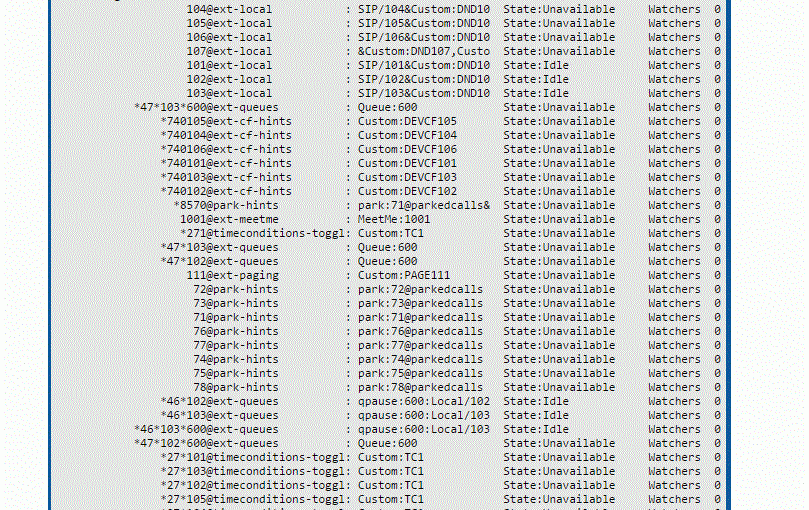 104@ext-local : SIP/104&Custom:DND10 State:Unavailable Watchers 0
105@ext-local : SIP/105&Custom:DND10 State:Unavailable Watchers 0
106@ext-local : SIP/106&Custom:DND10 State:Unavailable Watchers 0
107@ext-local : &Custom:DND107,Custo State:Unavailable Watchers 0
101@ext-local : SIP/101&Custom:DND10 State:Idle Watchers 0
102@ext-local : SIP/102&Custom:DND10 State:Idle Watchers 0
103@ext-local : SIP/103&Custom:DND10 State:Idle Watchers 0
*47*103*600@ext-queues : Queue:600 State:Unavailable Watchers 0
*740105@ext-cf-hints : Custom:DEVCF105 State:Unavailable Watchers 0
*740104@ext-cf-hints : Custom:DEVCF104 State:Unavailable Watchers 0
*740106@ext-cf-hints : Custom:DEVCF106 State:Unavailable Watchers 0
*740101@ext-cf-hints : Custom:DEVCF101 State:Unavailable Watchers 0
*740103@ext-cf-hints : Custom:DEVCF103 State:Unavailable Watchers 0
*740102@ext-cf-hints : Custom:DEVCF102 State:Unavailable Watchers 0
*8570@park-hints : park:71@parkedcalls& State:Unavailable Watchers 0
1001@ext-meetme : MeetMe:1001 State:Unavailable Watchers 0
*271@timeconditions-toggl: Custom:TC1 State:Unavailable Watchers 0
*47*103@ext-queues : Queue:600 State:Unavailable Watchers 0
*47*102@ext-queues : Queue:600 State:Unavailable Watchers 0
111@ext-paging : Custom:PAGE111 State:Unavailable Watchers 0
72@park-hints : park:72@parkedcalls State:Unavailable Watchers 0
73@park-hints : park:73@parkedcalls State:Unavailable Watchers 0
71@park-hints : park:71@parkedcalls State:Unavailable Watchers 0
76@park-hints : park:76@parkedcalls State:Unavailable Watchers 0
77@park-hints : park:77@parkedcalls State:Unavailable Watchers 0
74@park-hints : park:74@parkedcalls State:Unavailable Watchers 0
75@park-hints : park:75@parkedcalls State:Unavailable Watchers 0
78@park-hints : park:78@parkedcalls State:Unavailable Watchers 0
*46*102@ext-queues : qpause:600:Local/102 State:Idle Watchers 0
*46*103@ext-queues : qpause:600:Local/103 State:Idle Watchers 0
*46*103*600@ext-queues : qpause:600:Local/103 State:Idle Watchers 0
*47*102*600@ext-queues : Queue:600 State:Unavailable Watchers 0
*27*101@timeconditions-toggl: Custom:TC1 State:Unavailable Watchers 0
*27*103@timeconditions-toggl: Custom:TC1 State:Unavailable Watchers 0
*27*102@timeconditions-toggl: Custom:TC1 State:Unavailable Watchers 0
*27*105@timeconditions-toggl: Custom:TC1 State:Unavailable Watchers 0